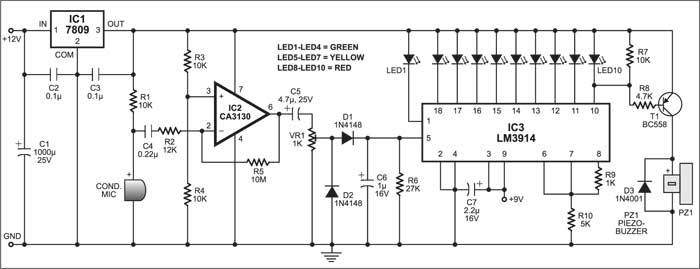 IC1
7809
IN
OUT
1
3
COM
2
+12V
C2
0.1µ
C3
0.1µ
C1
1000µ
25V
GND
R1
10K
COND.
MIC
C4
0.22µ
R2
12K
R3
10K
R4
10K
LED1-LED4 = GREEN
LED5-LED7 = YELLOW
LED8-LED10 = RED
3
+
2
–
7
6
4
IC2
CA3130
R5
10M
C5
4.7µ, 25V
VR1
1K
D1
1N4148
D2
1N4148
C6
1µ
16V
R6
27K
LED1
LED10
18
17
16
15
14
13
12
11
10
1
5
IC3
LM3914
2
4
3
9
6
7
8
C7
2.2µ
16V
+9V
R9
1K
R10
5K
R7
10K
R8
4.7K
T1
BC558
D3
1N4001
PZ1
PIEZO-
BUZZER
PZ1